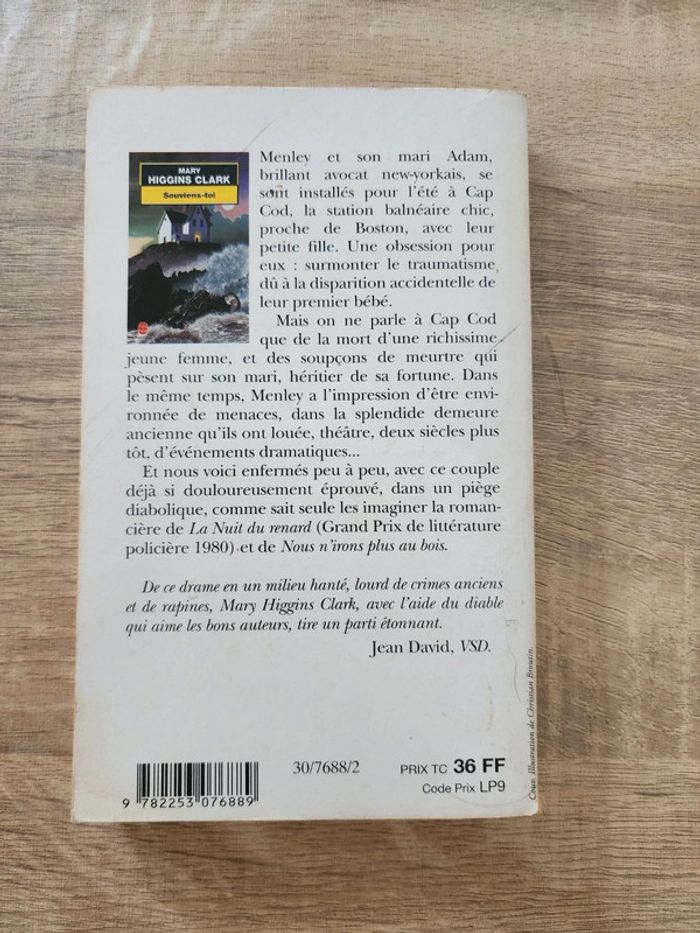 MARY
HIGGINS CLARK
Souviens-toi
Menley et son mari Adam,
brillant avocat new-yorkais, se
sont installés pour l'été à Cap
Cod, la station balnéaire chic,
proche de Boston, avec leur
petite fille. Une obsession pour
eux : surmonter le traumatisme
dû à la disparition accidentelle de
leur premier bébé.
Mais on ne parle à Cap Cod
que de la mort d'une richissime
jeune femme, et des soupçons de meurtre qui
pèsent sur son mari, héritier de sa fortune. Dans
le même temps, Menley a l'impression d'être envi-
ronnée de menaces, dans la splendide demeure
ancienne qu'ils ont louée, théâtre, deux siècles plus
tôt, d'événements dramatiques...
Et nous voici enfermés peu à peu, avec ce couple
déjà si douloureusement éprouvé, dans un piège
diabolique, comme sait seule les imaginer la roman-
cière de La Nuit du renard (Grand Prix de littérature
policière 1980) et de Nous n'irons plus au bois.
De ce drame en un milieu hanté, lourd de crimes anciens
et de rapines, Mary Higgins Clark, avec l'aide du diable
qui aime les bons auteurs, tire un parti étonnant.
Jean David, VSD.
Couv. Illustration de Christian Broutin.
30/7688/2
PRIX TC 36 FF
Code Prix LP9
9 782253 076889